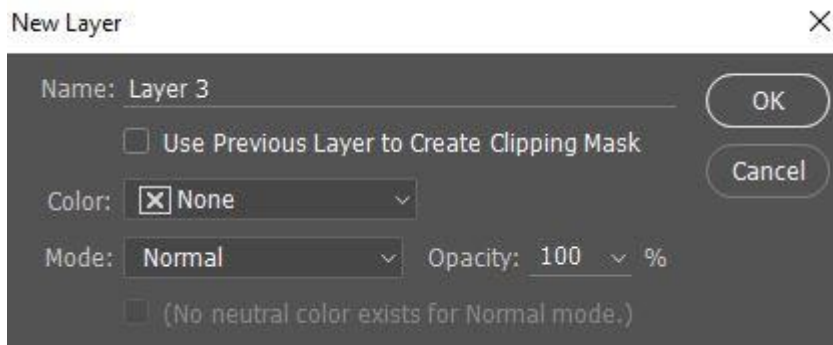 New Layer
Name: Layer 3
OK
Use Previous Layer to Create Clipping Mask
Cancel
Color: None
Mode: Normal Opacity: 100 %
(No neutral color exists for Normal mode.)